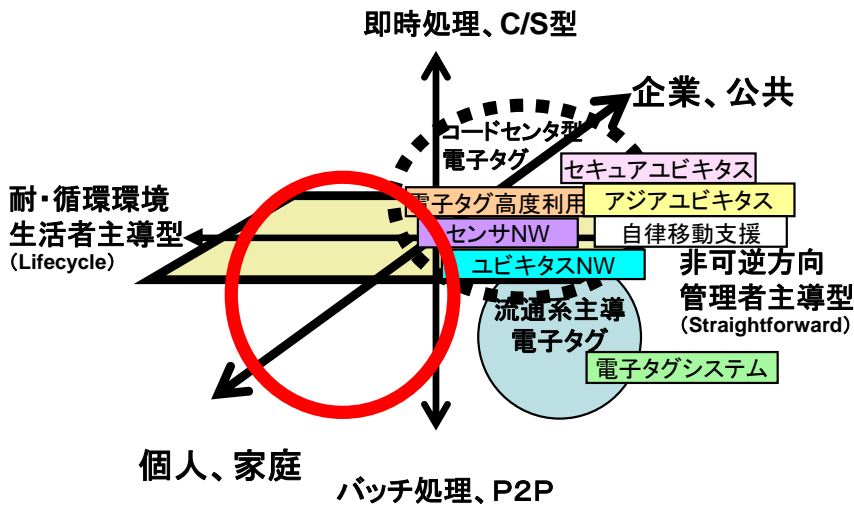 即時処理、C/S型
企業、公共
コードセンタ型
電子タグ
セキュアユビキタス
耐・循環環境
生活者主導型
（Lifecycle）
電子タグ高度利用
アジアユビキタス
センサNW
自律移動支援
ユビキタスNW
非可逆方向
管理者主導型
（Straightforward）
流通系主導
電子タグ
電子タグシステム
個人、家庭
バッチ処理、P2P